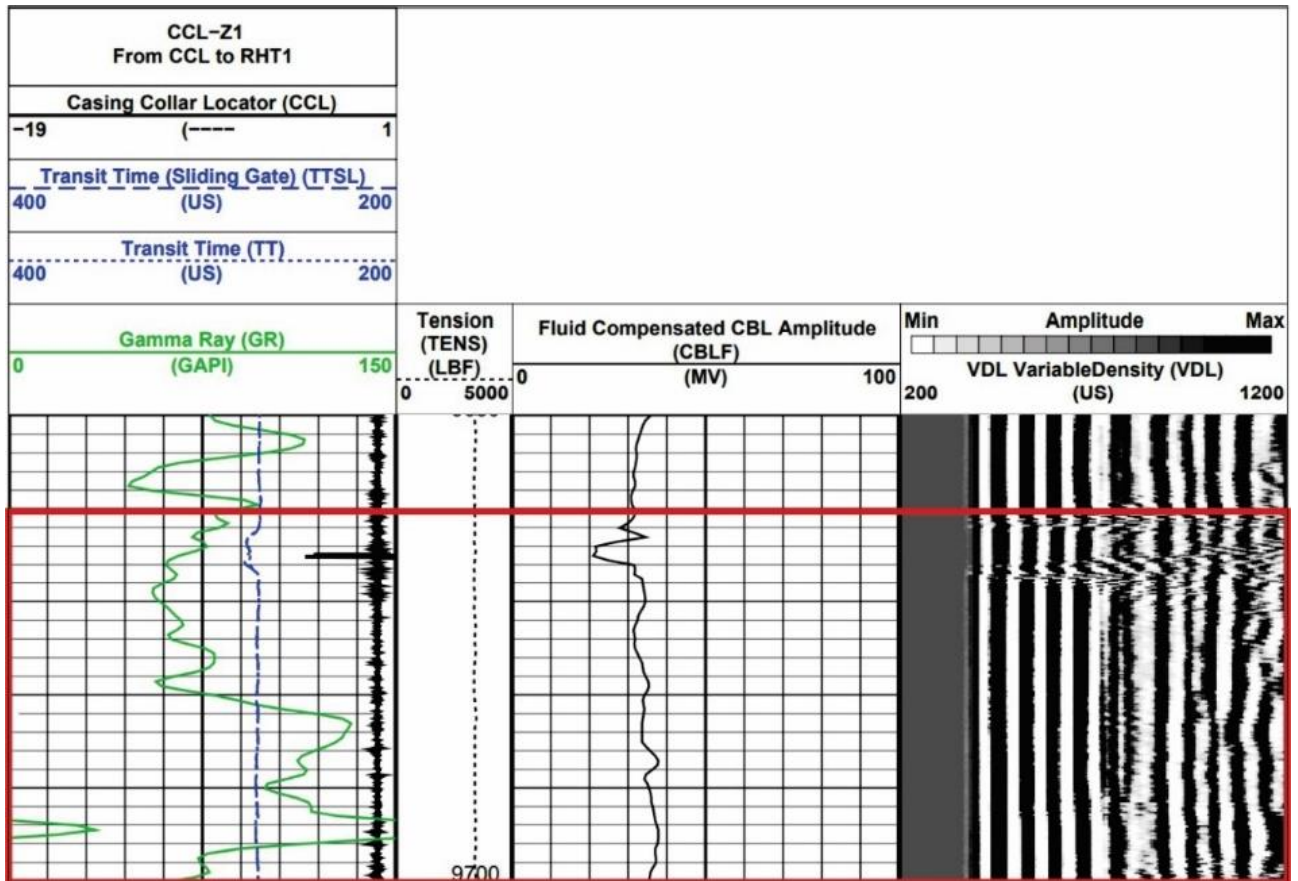 CCL-Z1
From CCL to RHT1
Casing Collar Locator (CCL)
-19 (---- 1
Transit Time (Sliding Gate) (TTSL)
400 (US) 200
Transit Time (TT)
400 (US) 200
Gamma Ray (GR)
0 (GAPI) 150
Tension
(TENS)
(LBF)
0 5000
Fluid Compensated CBL Amplitude
(CBLF)
0 (MV) 100
Min Amplitude Max
VDL VariableDensity (VDL)
200 (US) 1200
9700